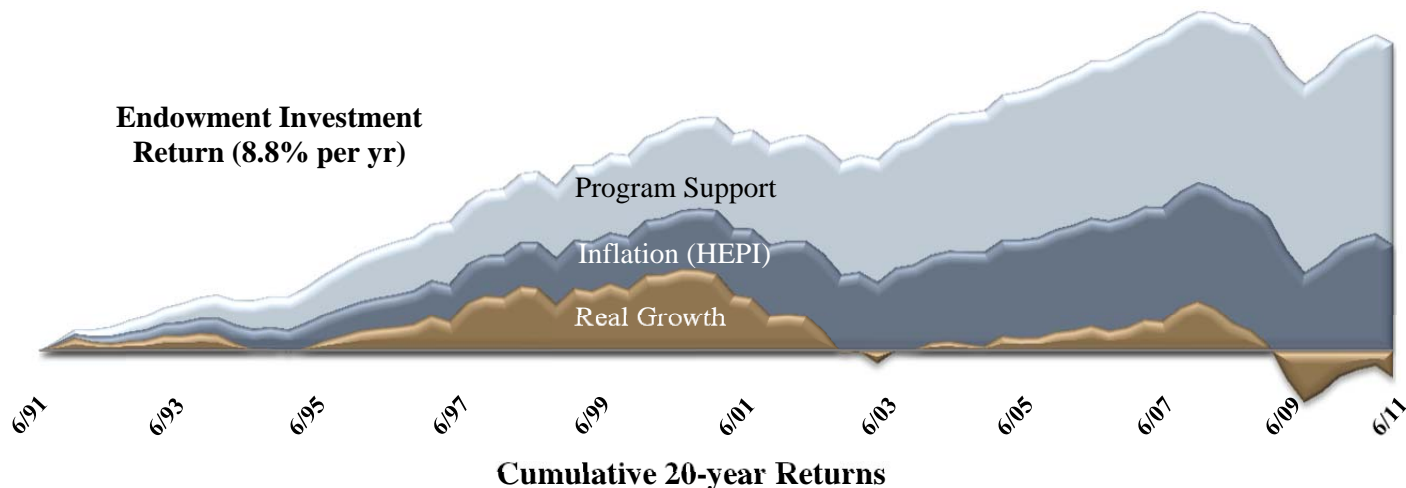 Endowment Investment
Return (8.8% per yr)
Program Support
Inflation (HEPI)
Real Growth
6/91
6/93
6/95
6/97
6/99
6/01
6/03
6/05
6/07
6/09
6/11
Cumulative 20-year Returns